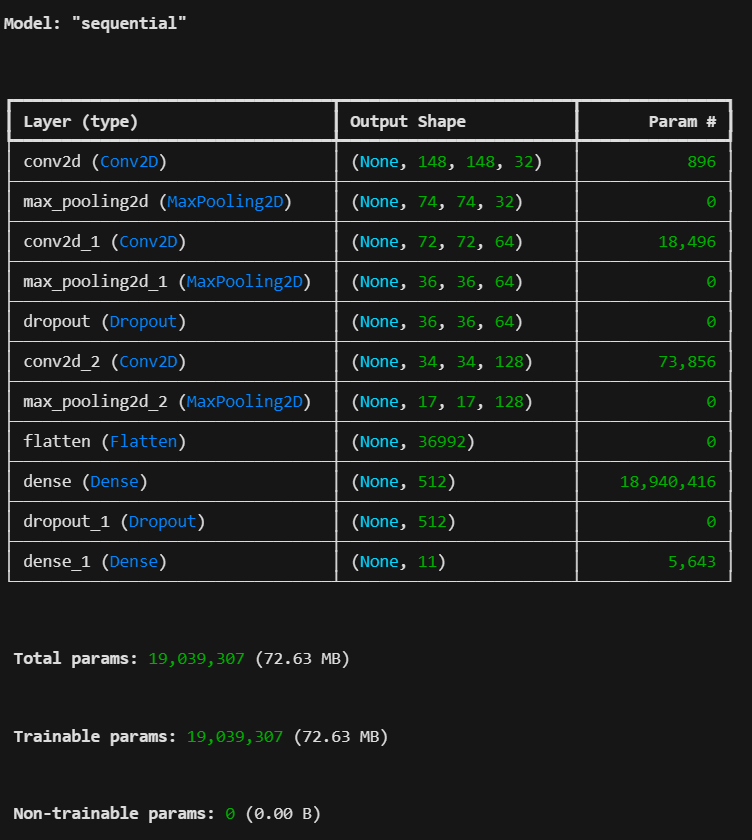 Model: "sequential"
Layer (type) Output Shape Param #
conv2d (Conv2D) (None, 148, 148, 32) 896
max_pooling2d (MaxPooling2D) (None, 74, 74, 32) 0
conv2d_1 (Conv2D) (None, 72, 72, 64) 18,496
max_pooling2d_1 (MaxPooling2D) (None, 36, 36, 64) 0
dropout (Dropout) (None, 36, 36, 64) 0
conv2d_2 (Conv2D) (None, 34, 34, 128) 73,856
max_pooling2d_2 (MaxPooling2D) (None, 17, 17, 128) 0
flatten (Flatten) (None, 36992) 0
dense (Dense) (None, 512) 18,940,416
dropout_1 (Dropout) (None, 512) 0
dense_1 (Dense) (None, 11) 5,643
Total params: 19,039,307 (72.63 MB)
Trainable params: 19,039,307 (72.63 MB)
Non-trainable params: 0 (0.00 B)